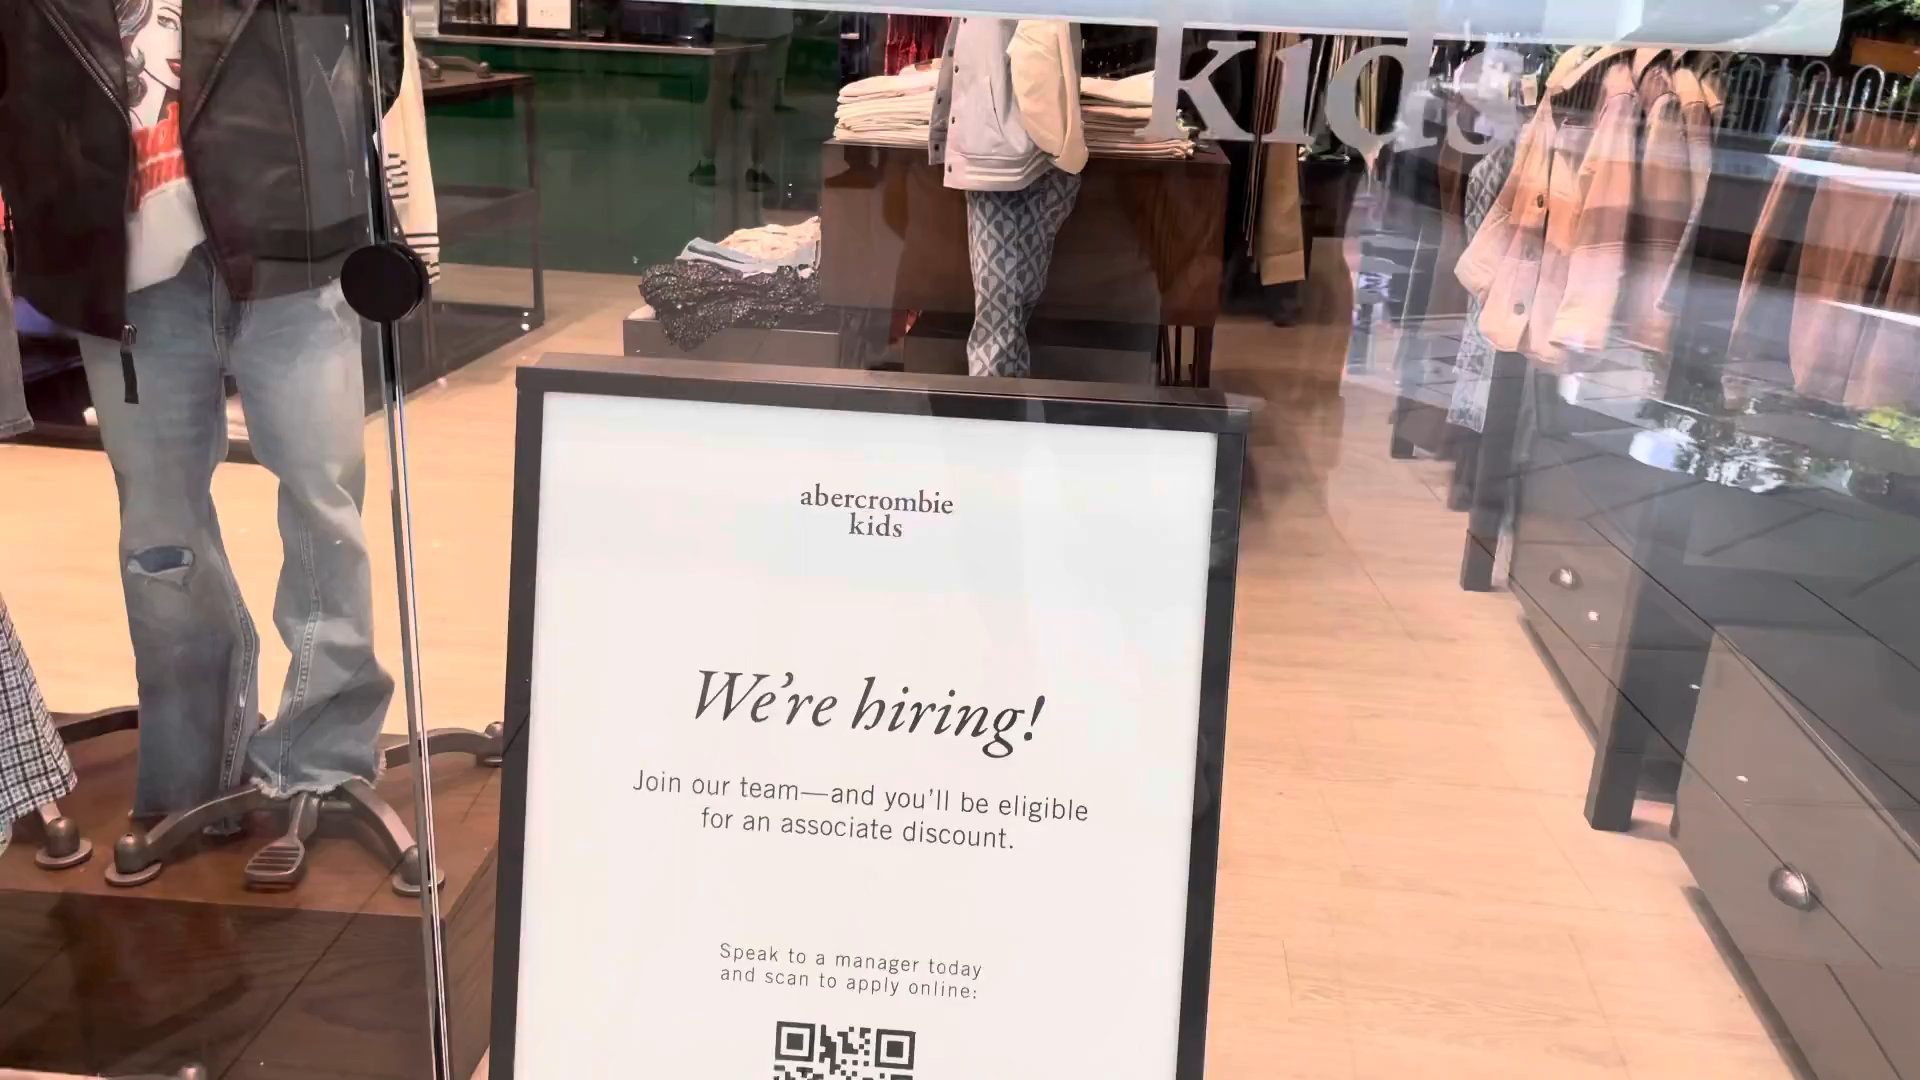 kids
abercrombie
kids
We're hiring!
Join our team—and you'll be eligible
for an associate discount.
Speak to a manager today
and scan to apply online: